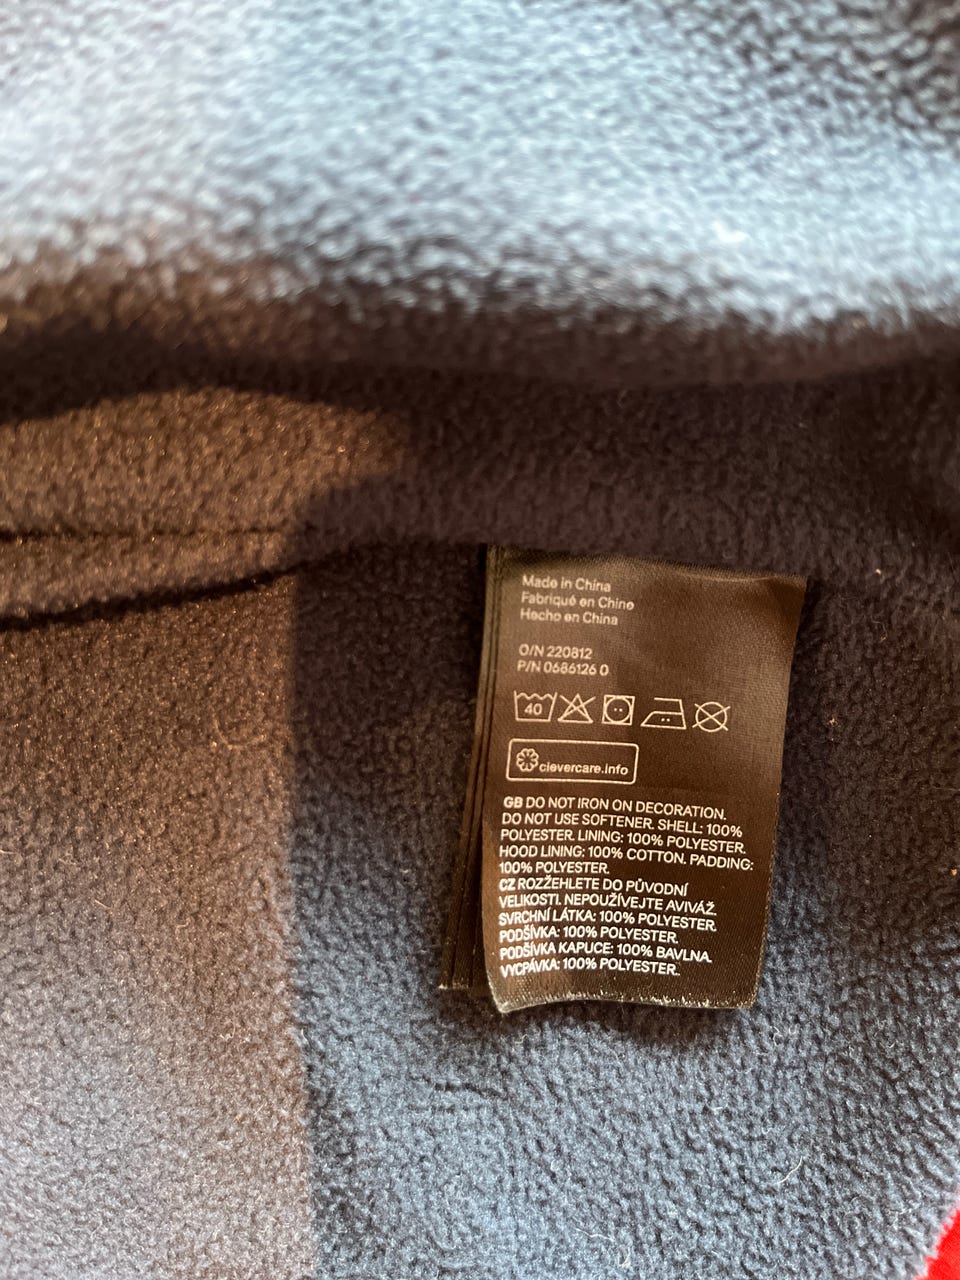 Made in China
Fabriqué en Chine
Hecho en China
O/N 220812
P/N 0686126 0
40
clevercare.info
GB DO NOT IRON ON DECORATION.
DO NOT USE SOFTENER. SHELL: 100%
POLYESTER. LINING: 100% POLYESTER.
HOOD LINING: 100% COTTON. PADDING:
100% POLYESTER.
CZ ROZŽEHLETE DO PŮVODNÍ
VELIKOSTI. NEPOUŽÍVEJTE AVIVÁŽ.
SVRCHNÍ LÁTKA: 100% POLYESTER.
PODŠÍVKA: 100% POLYESTER.
PODŠÍVKA KAPUCE: 100% BAVLNA.
VYCPÁVKA: 100% POLYESTER.